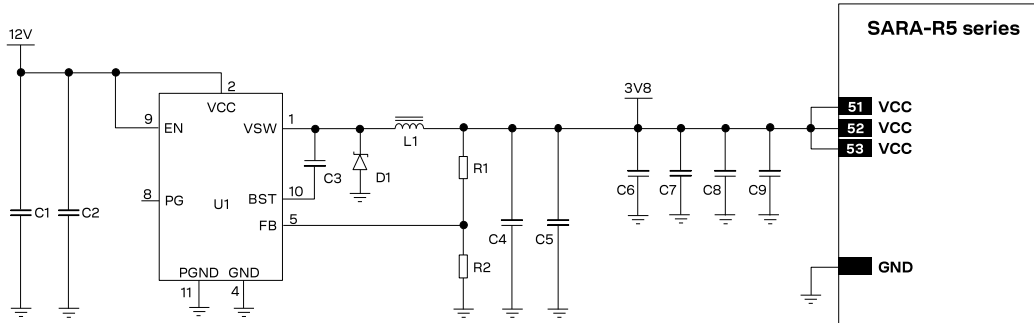 SARA-R5 series
12V
2
VCC
9 EN
VSW 1
3V8
51 VCC
52 VCC
53 VCC
L1
C3
D1
R1
8 PG
U1
BST 10
FB 5
C1
C2
C6
C7
C8
C9
C4
C5
R2
PGND GND
11 4
GND